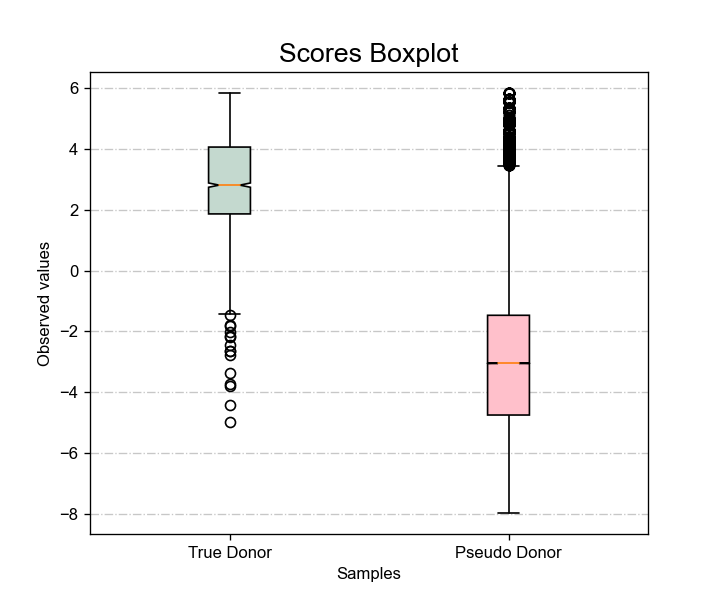 Scores Boxplot
6
4
2
0
−2
−4
−6
−8
Observed values
True Donor
Pseudo Donor
Samples